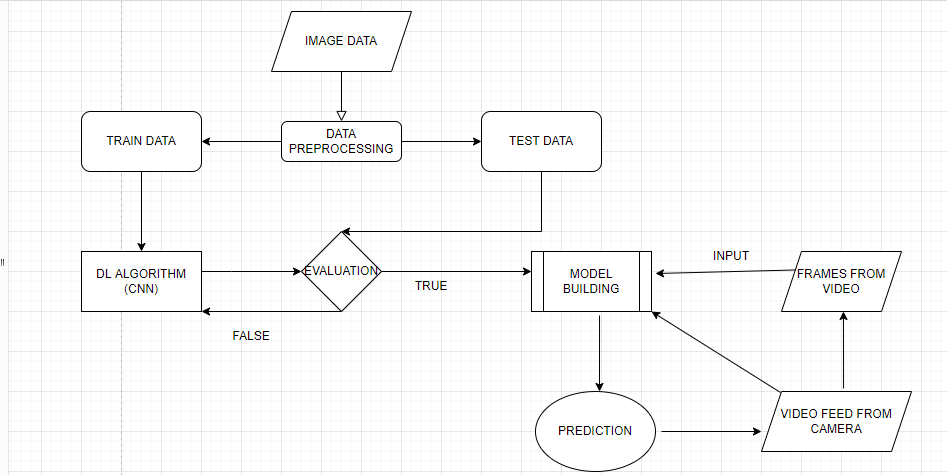 IMAGE DATA
DATA
PREPROCESSING
TRAIN DATA
TEST DATA
DL ALGORITHM
(CNN)
EVALUATION
TRUE
FALSE
MODEL
BUILDING
INPUT
FRAMES FROM
VIDEO
PREDICTION
VIDEO FEED FROM
CAMERA
"